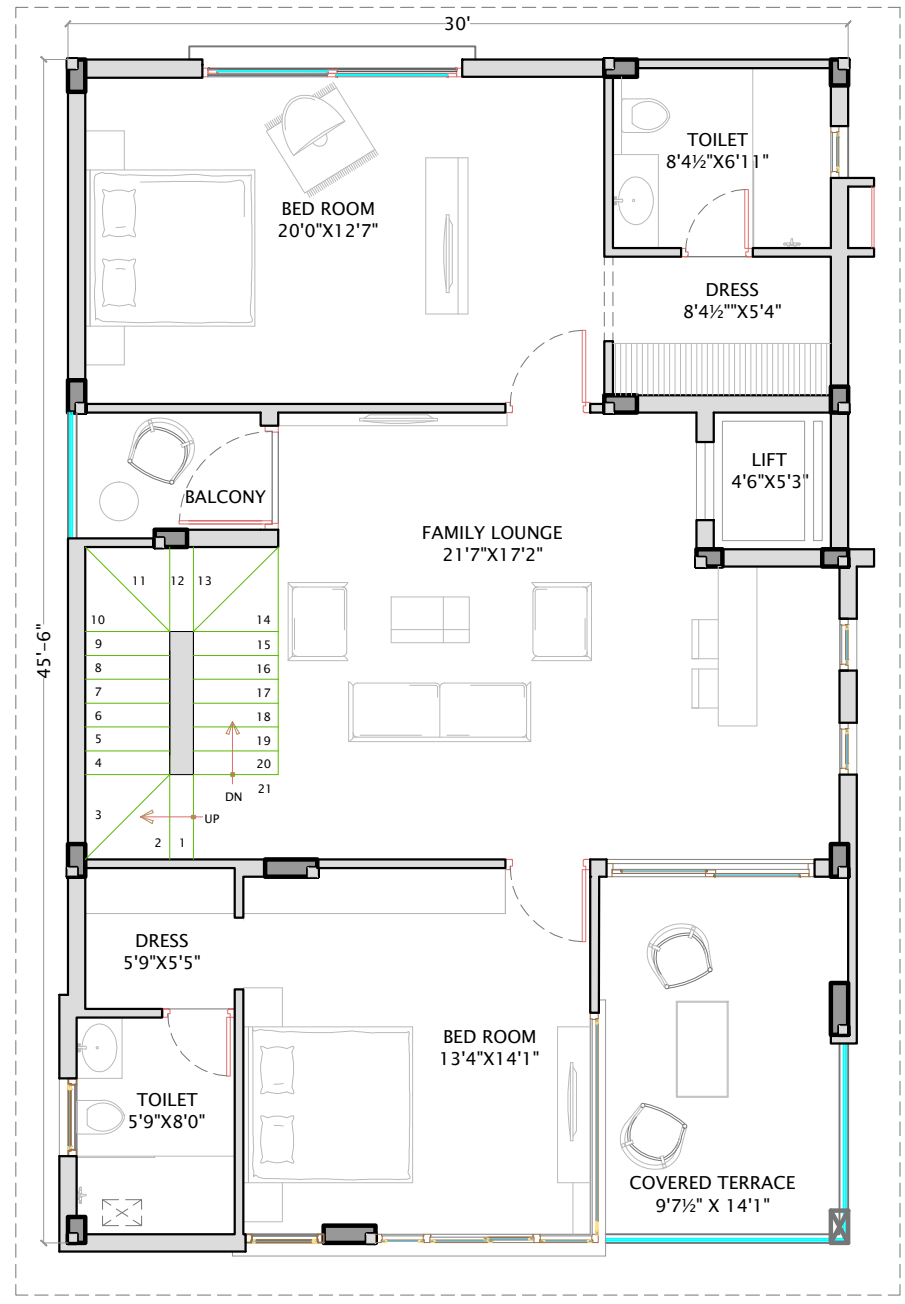 30'
TOILET
8'4½"X6'11"
BED ROOM
20'0"X12'7"
DRESS
8'4½""X5'4"
LIFT
4'6"X5'3"
BALCONY
FAMILY LOUNGE
21'7"X17'2"
45'-6"
11 12 13
10 14
9 15
8 16
7 17
6 18
5 19
4 20
21
DN
3 UP
2 1
DRESS
5'9"X5'5"
BED ROOM
13'4"X14'1"
TOILET
5'9"X8'0"
COVERED TERRACE
9'7½" X 14'1"